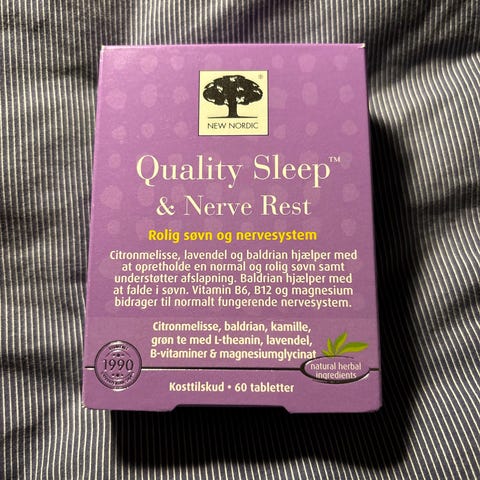 ®
NEW NORDIC
Quality Sleep™
& Nerve Rest
Rolig søvn og nervesystem
Citronmelisse, lavendel og baldrian hjælper med
at opretholde en normal og rolig søvn samt
understøtter afslapning. Baldrian hjælper med
at falde i søvn. Vitamin B6, B12 og magnesium
bidrager til normalt fungerende nervesystem.
Citronmelisse, baldrian, kamille,
grøn te med L-theanin, lavendel,
B-vitaminer & magnesiumglycinat
1990
natural herbal
ingredients
Kosttilskud • 60 tabletter